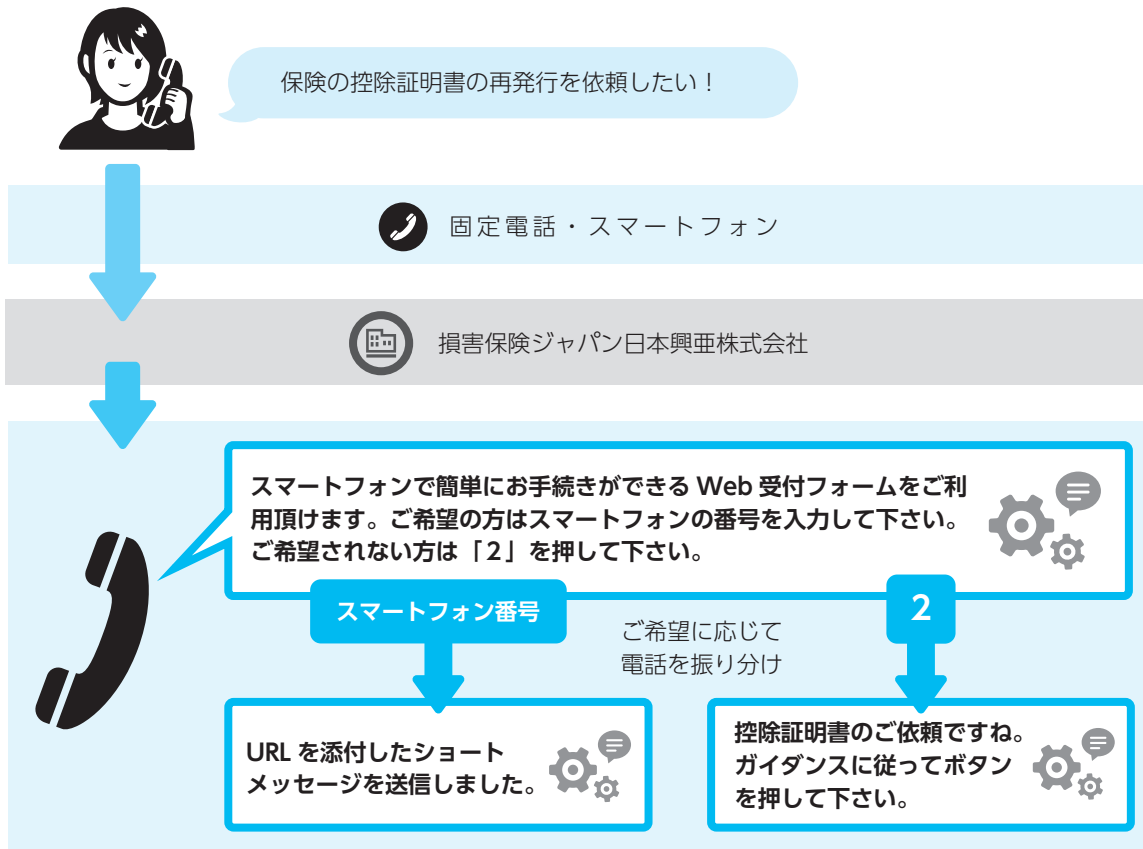 保険の控除証明書の再発行を依頼したい！
固定電話・スマートフォン
損害保険ジャパン日本興亜株式会社
スマートフォンで簡単にお手続きができる Web 受付フォームをご利
用頂けます。ご希望の方はスマートフォンの番号を入力して下さい。
ご希望されない方は「２」を押して下さい。
スマートフォン番号
2
ご希望に応じて
電話を振り分け
URL を添付したショート
メッセージを送信しました。
控除証明書のご依頼ですね。
ガイダンスに従ってボタン
を押して下さい。